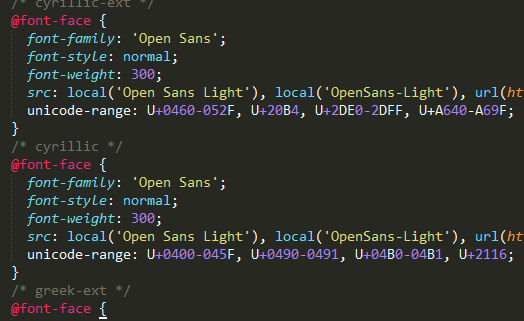 /* cyrillic-ext */
@font-face {
font-family: 'Open Sans';
font-style: normal;
font-weight: 300;
src: local('Open Sans Light'), local('OpenSans-Light'), url(ht
unicode-range: U+0460-052F, U+20B4, U+2DE0-2DFF, U+A640-A69F;
}
/* cyrillic */
@font-face {
font-family: 'Open Sans';
font-style: normal;
font-weight: 300;
src: local('Open Sans Light'), local('OpenSans-Light'), url(ht
unicode-range: U+0400-045F, U+0490-0491, U+04B0-04B1, U+2116;
}
/* greek-ext */
@font-face {